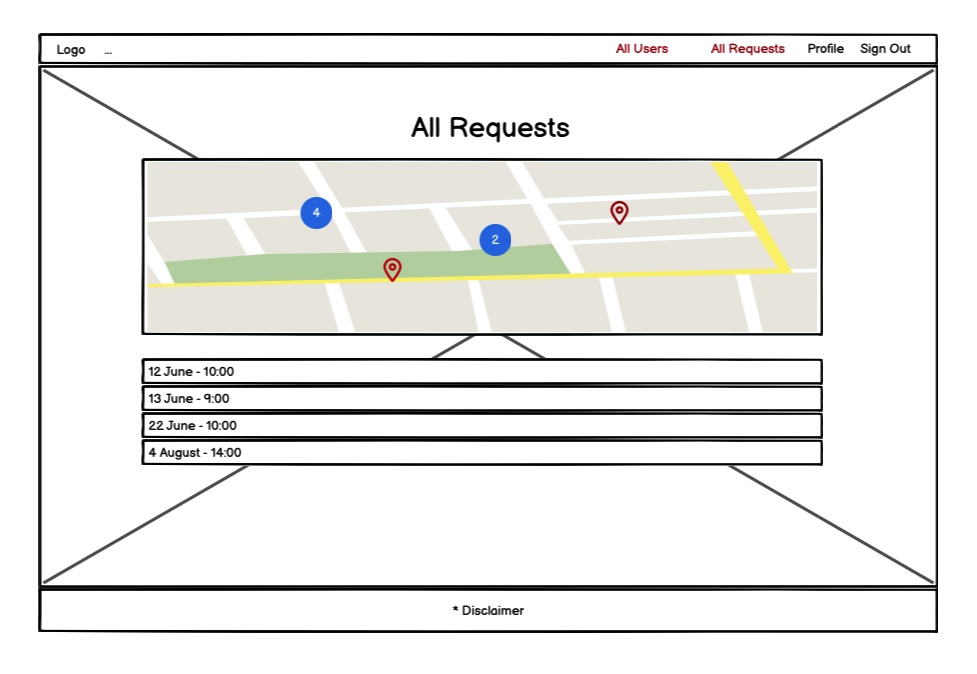 Logo ... All Users All Requests Profile Sign Out
All Requests
4
2
12 June - 10:00
13 June - 9:00
22 June - 10:00
4 August - 14:00
* Disclaimer